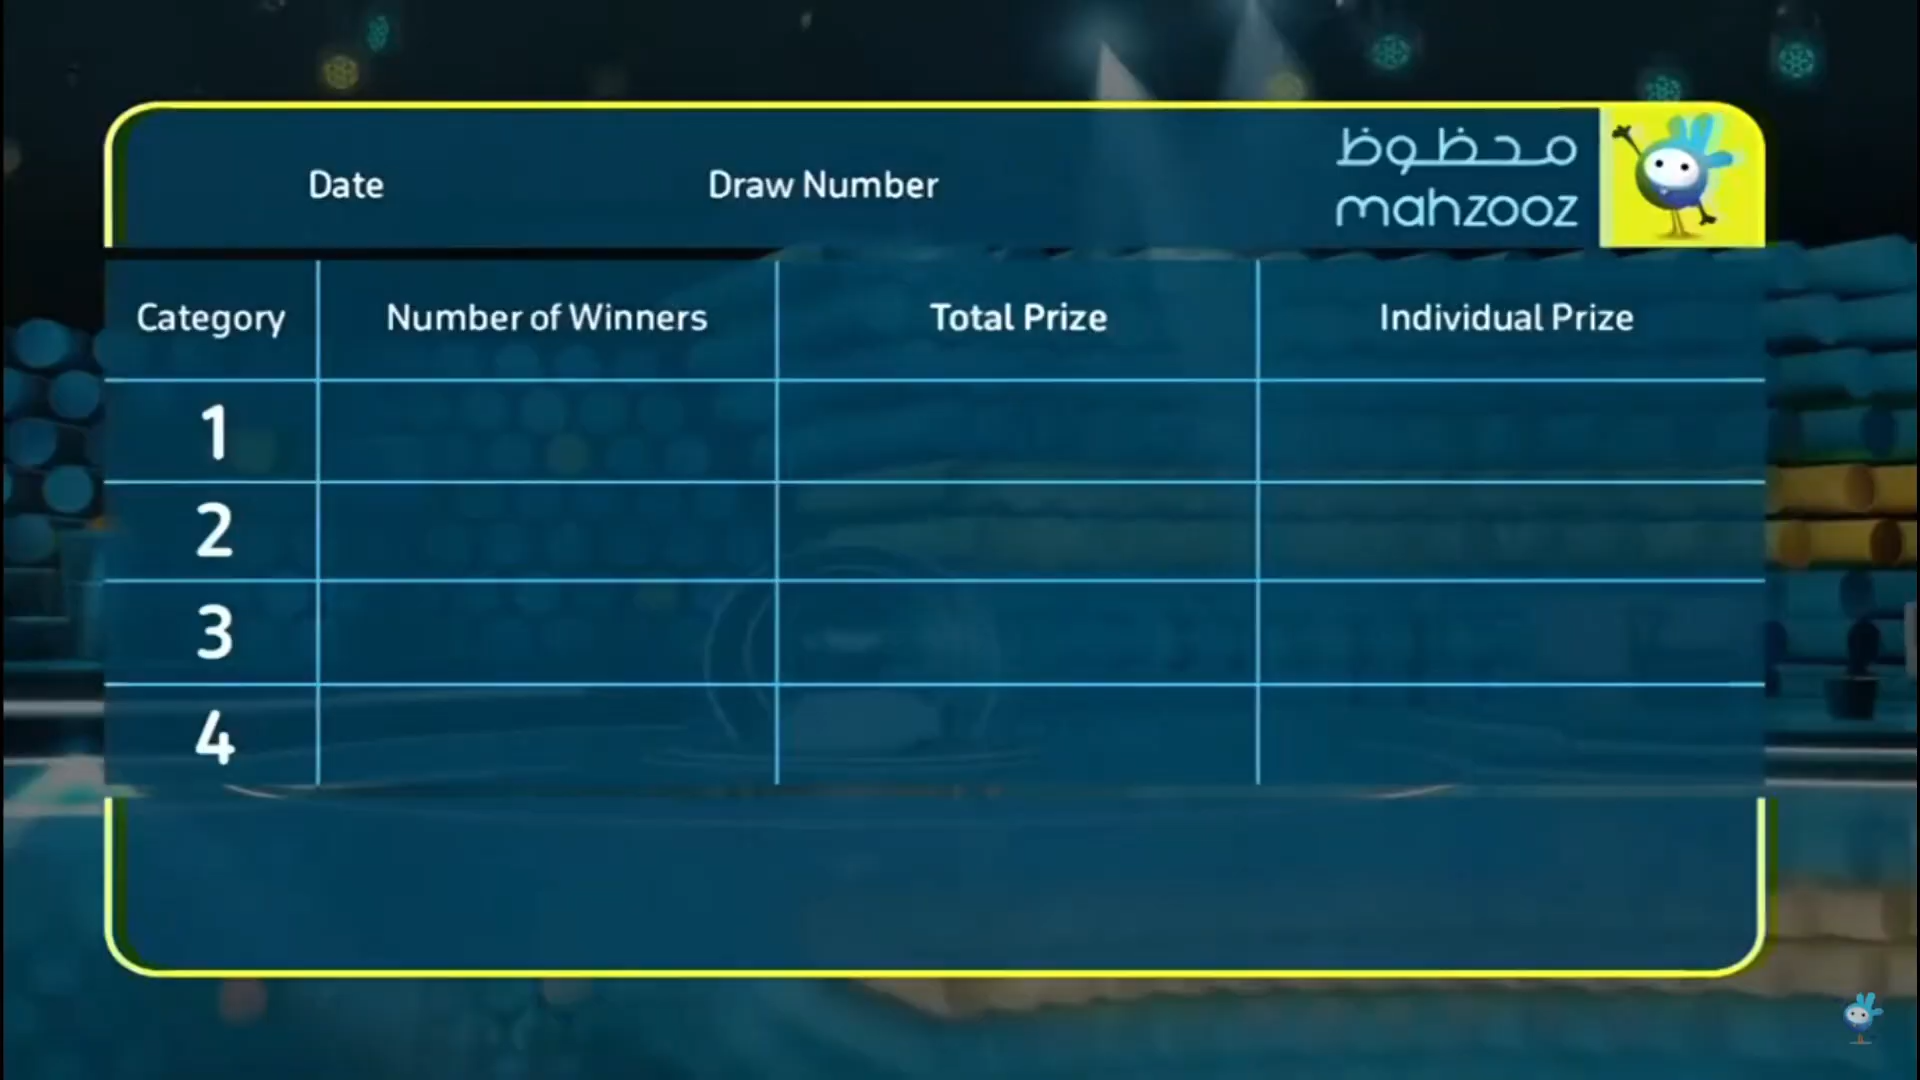 Date Draw Number
محظوظ
mahzooz
Category Number of Winners Total Prize Individual Prize
1
2
3
4